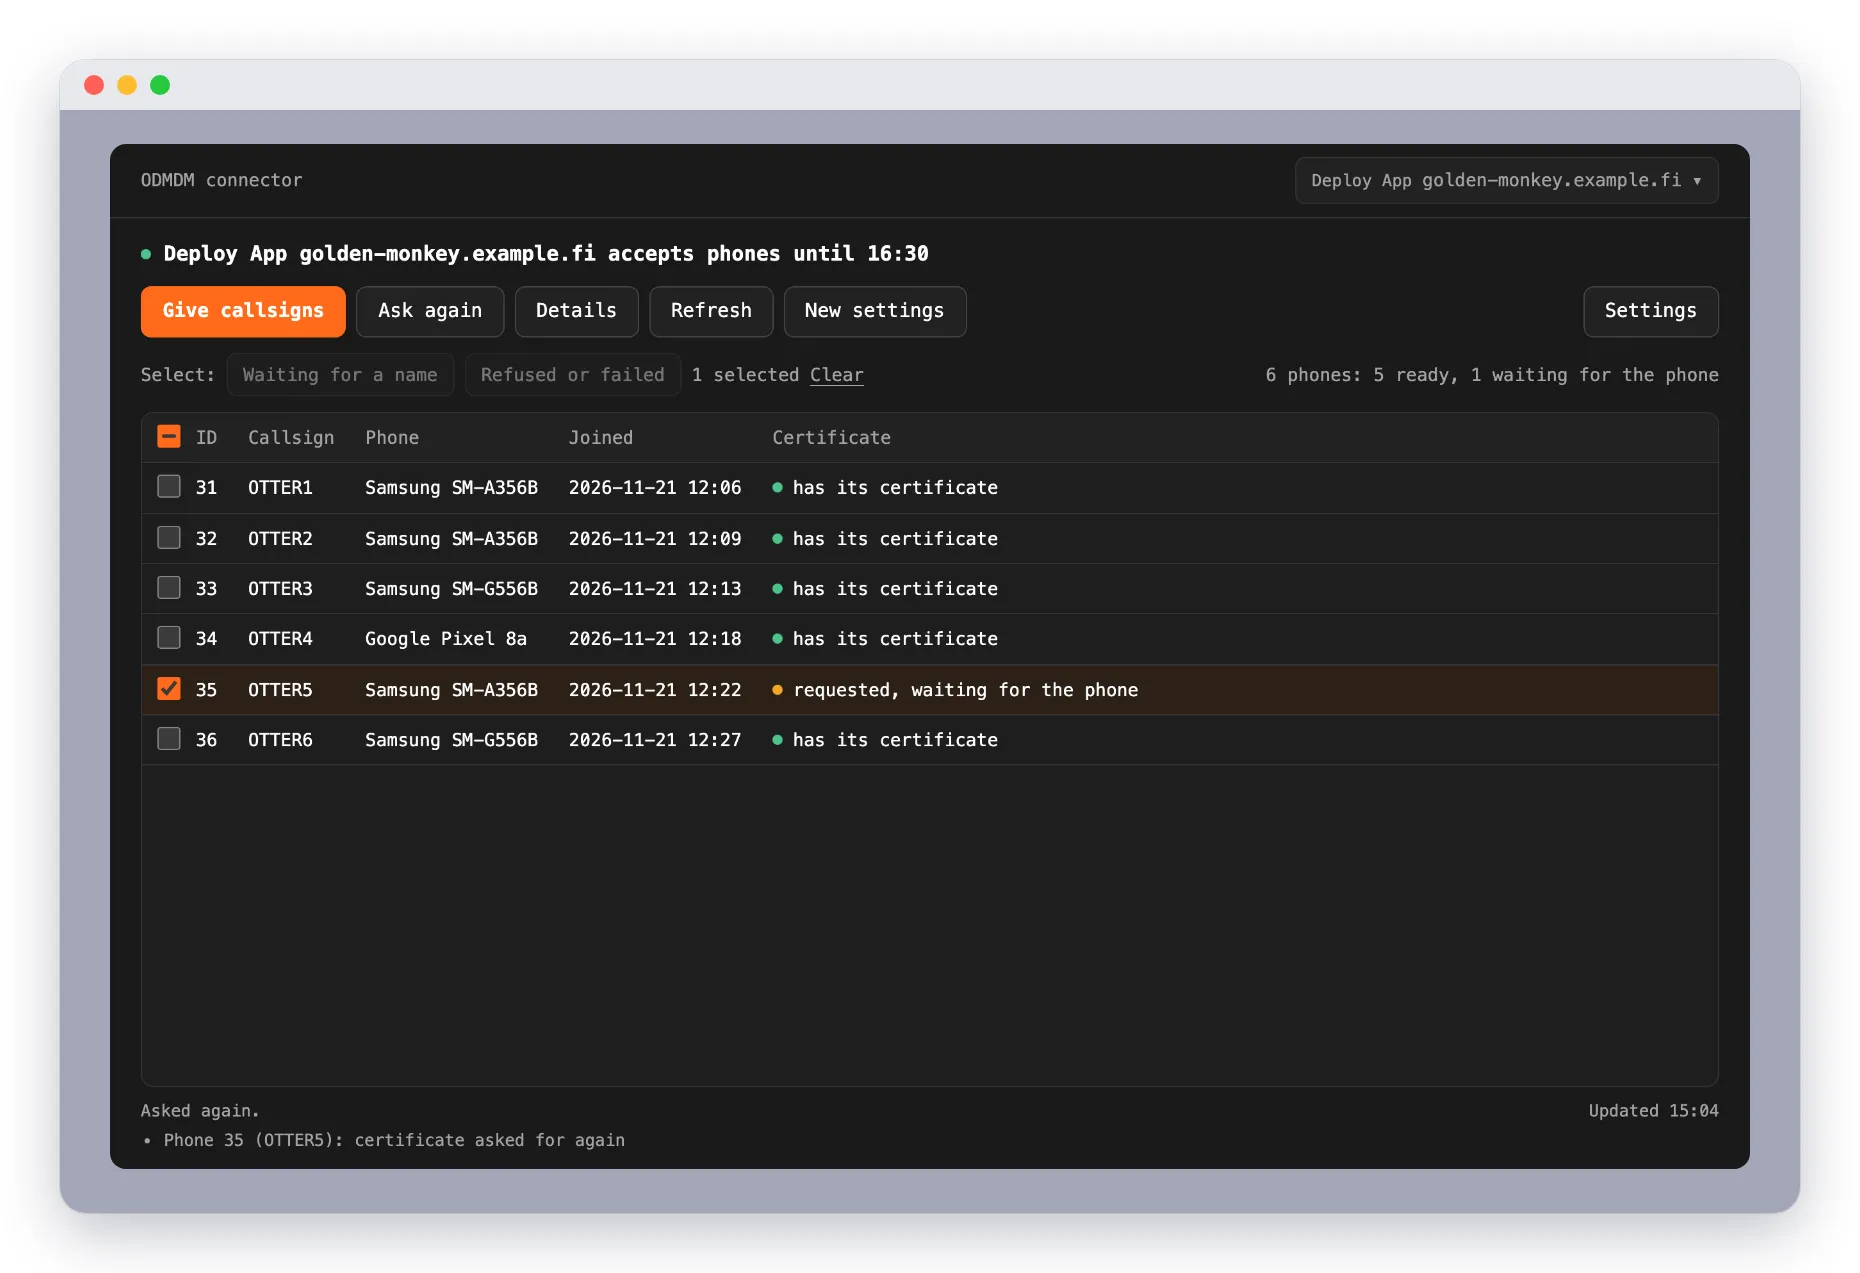 ODMDM connector
Deploy App golden-monkey.example.fi ▾
Deploy App golden-monkey.example.fi accepts phones until 16:30
Give callsigns Ask again Details Refresh New settings Settings
Select: Waiting for a name Refused or failed 1 selected Clear 6 phones: 5 ready, 1 waiting for the phone
ID Callsign Phone Joined Certificate
31 OTTER1 Samsung SM-A356B 2026-11-21 12:06 has its certificate
32 OTTER2 Samsung SM-A356B 2026-11-21 12:09 has its certificate
33 OTTER3 Samsung SM-G556B 2026-11-21 12:13 has its certificate
34 OTTER4 Google Pixel 8a 2026-11-21 12:18 has its certificate
35 OTTER5 Samsung SM-A356B 2026-11-21 12:22 requested, waiting for the phone
36 OTTER6 Samsung SM-G556B 2026-11-21 12:27 has its certificate
Asked again. Updated 15:04
• Phone 35 (OTTER5): certificate asked for again